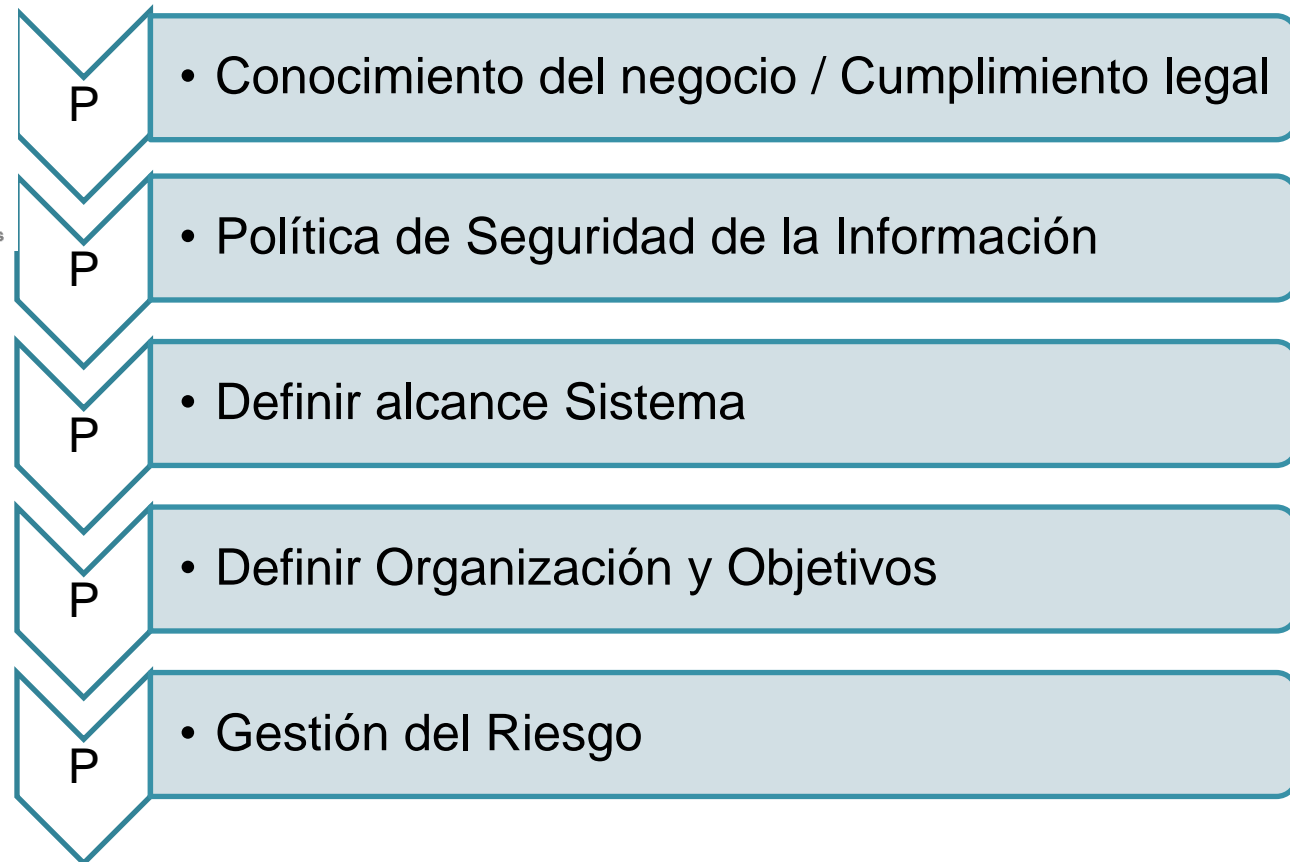 P
• Conocimiento del negocio / Cumplimiento legal
P
• Política de Seguridad de la Información
P
• Definir alcance Sistema
P
• Definir Organización y Objetivos
P
• Gestión del Riesgo